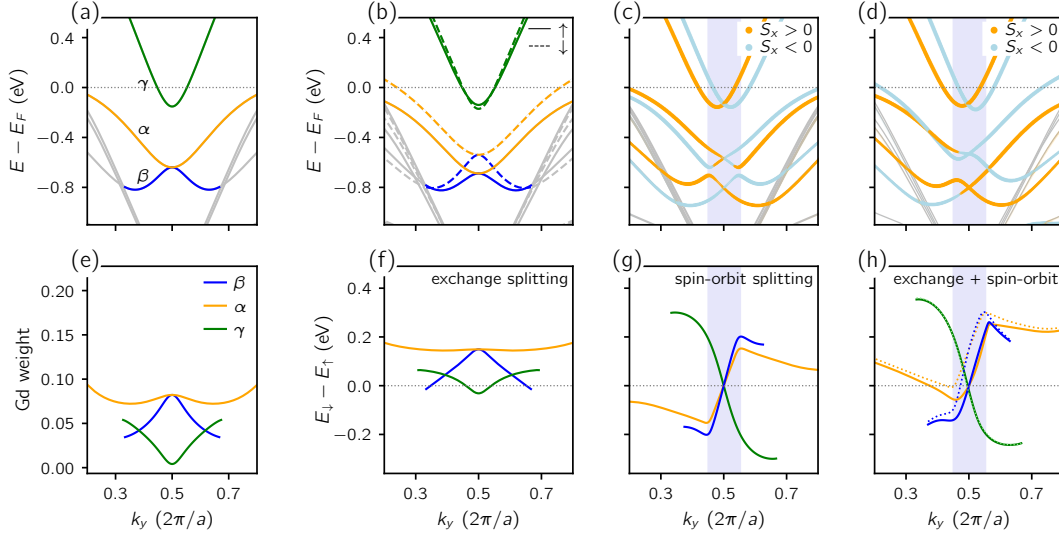 (a)
(b)
(c)
(d)
E − E_F (eV)
0.4
0.0
−0.4
−0.8
γ
α
β
E − E_F (eV)
0.4
0.0
−0.4
−0.8
↑
↓
S_x > 0
S_x < 0
S_x > 0
S_x < 0
(e)
(f)
(g)
(h)
Gd weight
0.20
0.15
0.10
0.05
0.00
β
α
γ
0.3 0.5 0.7
k_y (2π/a)
exchange splitting
E_↓ − E_↑ (eV)
0.2
0.0
−0.2
0.3 0.5 0.7
k_y (2π/a)
spin-orbit splitting
0.3 0.5 0.7
k_y (2π/a)
exchange + spin-orbit
0.3 0.5 0.7
k_y (2π/a)